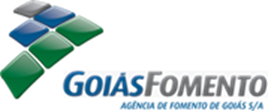 GOIÁSFOMENTO
AGÊNCIA DE FOMENTO DE GOIÁS S/A